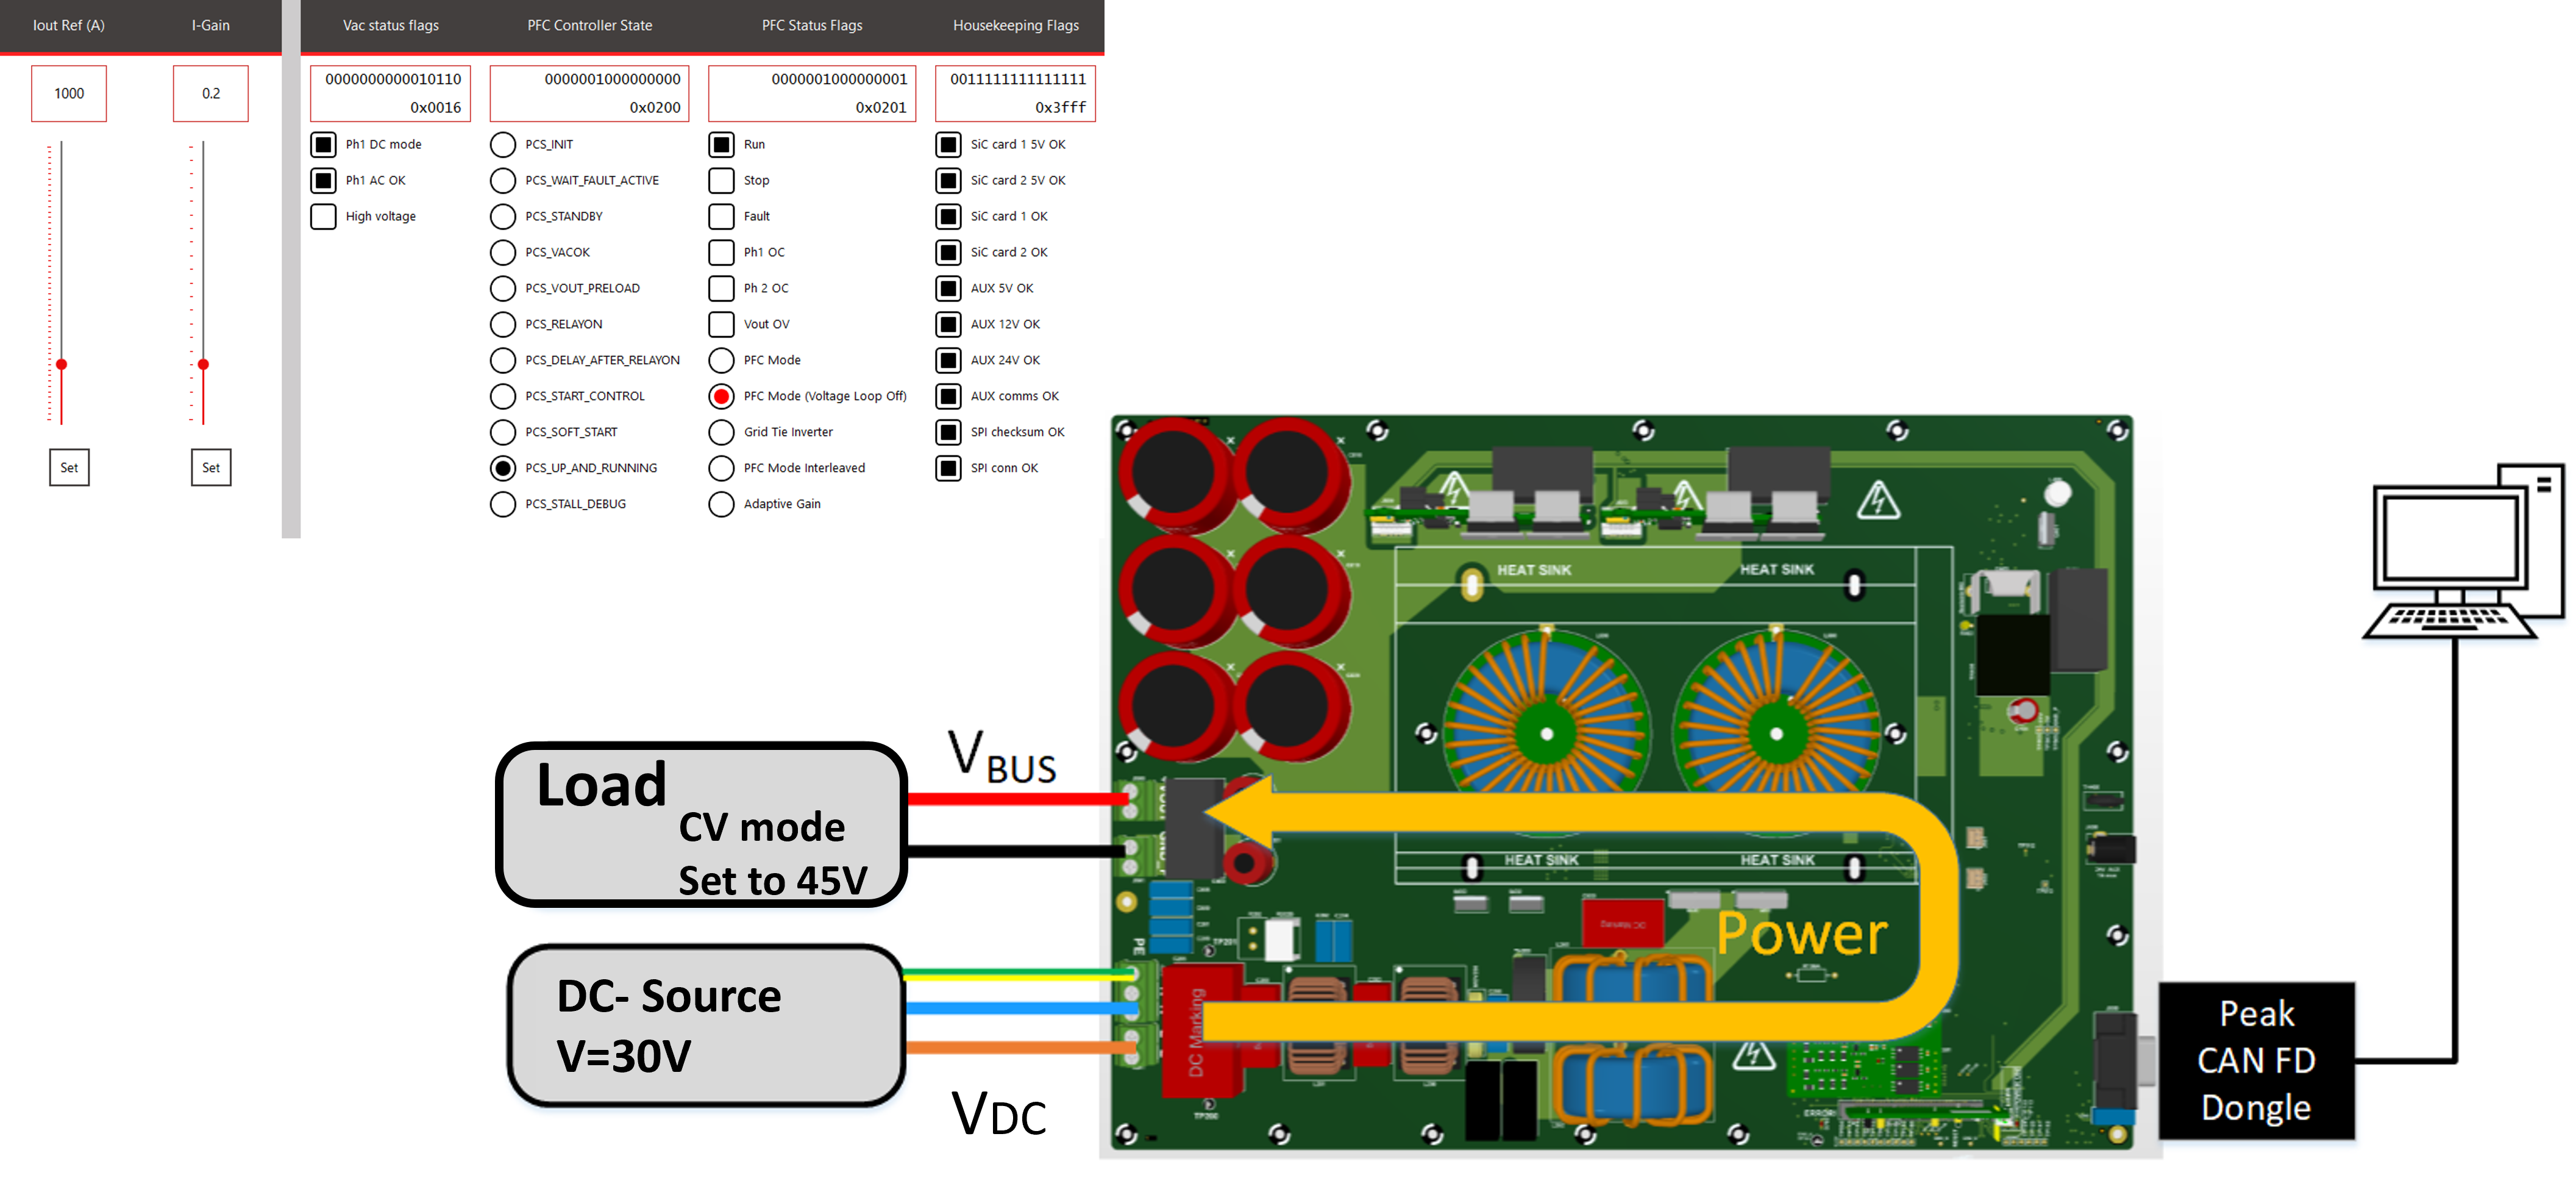 Iout Ref (A)
I-Gain
Vac status flags
PFC Controller State
PFC Status Flags
Housekeeping Flags
1000
0.2
0000000000010110
0x0016
0000001000000000
0x0200
0000001000000001
0x0201
0011111111111111
0x3fff
Ph1 DC mode
Ph1 AC OK
High voltage
PCS_INIT
PCS_WAIT_FAULT_ACTIVE
PCS_STANDBY
PCS_VACOK
PCS_VOUT_PRELOAD
PCS_RELAYON
PCS_DELAY_AFTER_RELAYON
PCS_START_CONTROL
PCS_SOFT_START
PCS_UP_AND_RUNNING
PCS_STALL_DEBUG
Run
Stop
Fault
Ph1 OC
Ph 2 OC
Vout OV
PFC Mode
PFC Mode (Voltage Loop Off)
Grid Tie Inverter
PFC Mode Interleaved
Adaptive Gain
SiC card 1 5V OK
SiC card 2 5V OK
SiC card 1 OK
SiC card 2 OK
AUX 5V OK
AUX 12V OK
AUX 24V OK
AUX comms OK
SPI checksum OK
SPI conn OK
Set
Set
HEAT SINK
HEAT SINK
VBUS
Load
CV mode
Set to 45V
HEAT SINK
HEAT SINK
Power
PE
TP201
DC- Source
V=30V
DC Marking
VDC
TP200
ERROR!
Peak
CAN FD
Dongle